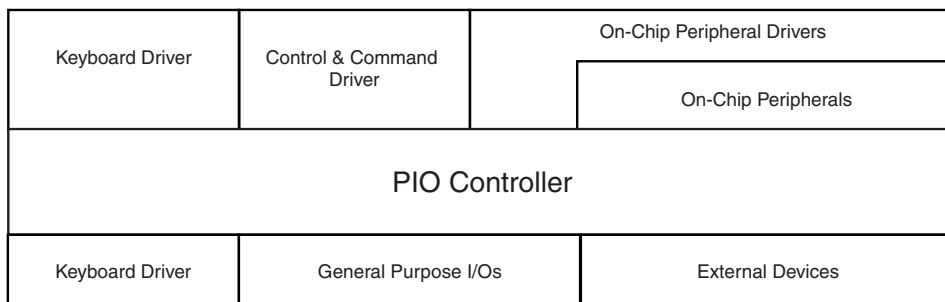 Keyboard Driver
Control & Command
Driver
On-Chip Peripheral Drivers
On-Chip Peripherals
PIO Controller
Keyboard Driver
General Purpose I/Os
External Devices